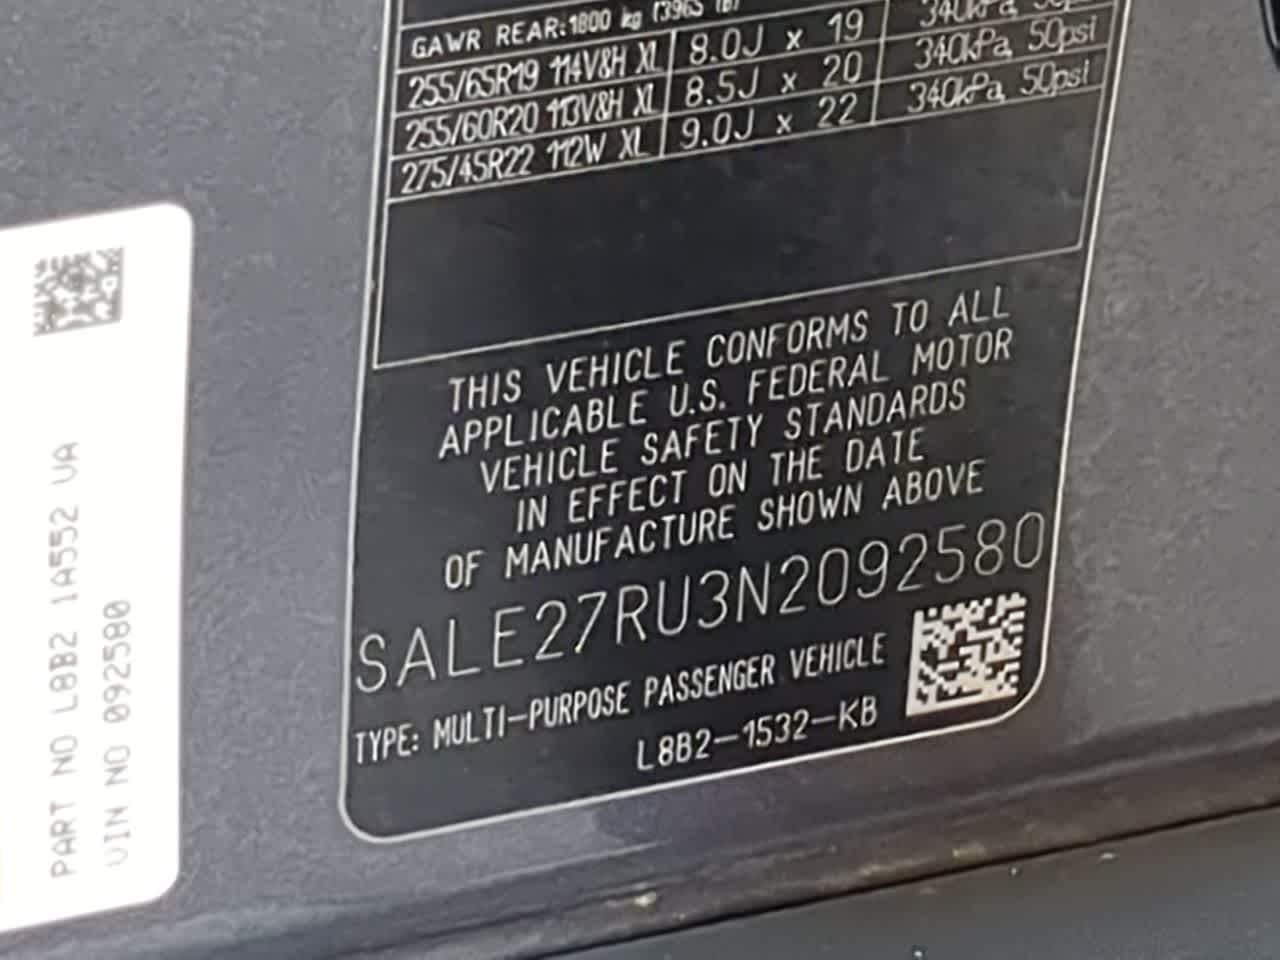 GAWR REAR:1800 kg (3963 lB)
255/65R19 114V&H XL 8.0J x 19 340kPa, 50psi
255/60R20 113V&H XL 8.5J x 20 340kPa, 50psi
275/45R22 112W XL 9.0J x 22 340kPa, 50psi
THIS VEHICLE CONFORMS TO ALL
APPLICABLE U.S. FEDERAL MOTOR
VEHICLE SAFETY STANDARDS
IN EFFECT ON THE DATE
OF MANUFACTURE SHOWN ABOVE
SALE27RU3N2092580
TYPE: MULTI-PURPOSE PASSENGER VEHICLE
L8B2-1532-KB
PART NO L8B2 1A552 VA
VIN NO 092580